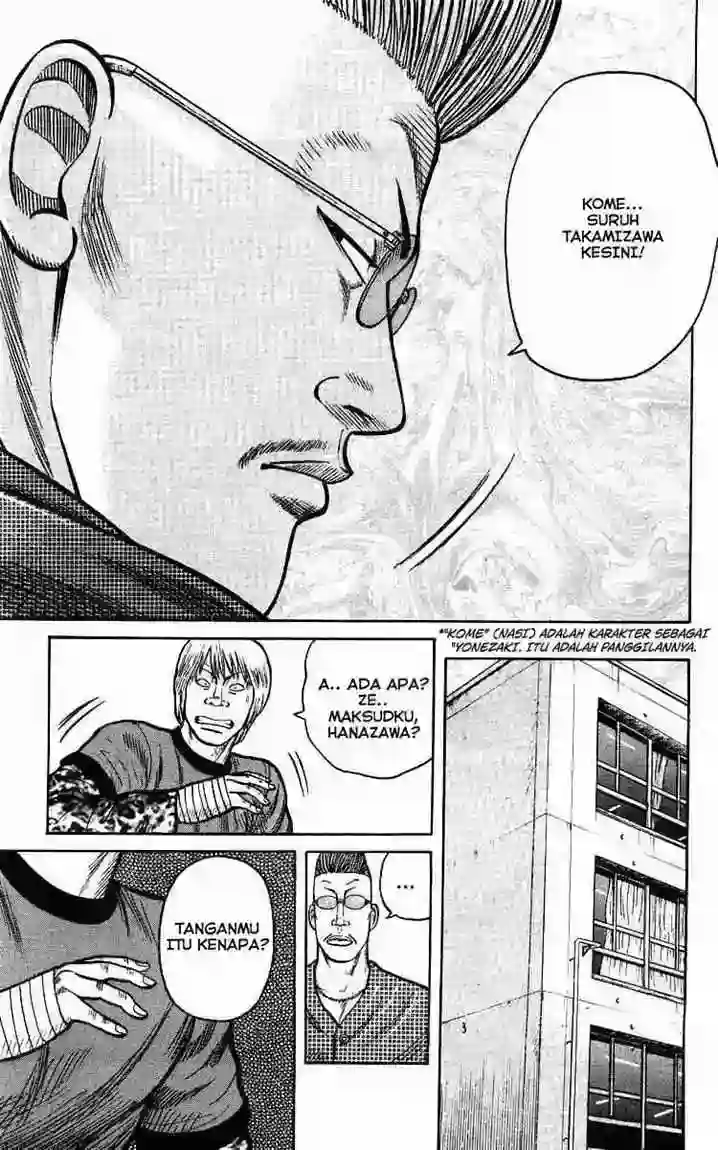 KOME...
SURUH
TAKAMIZAWA
KESINI!
*"KOME" (NASI) ADALAH KARAKTER SEBAGAI
"YONEZAKI. ITU ADALAH PANGGILANNYA.
A.. ADA APA?
ZE..
MAKSUDKU,
HANAZAWA?
...
TANGANMU
ITU KENAPA?